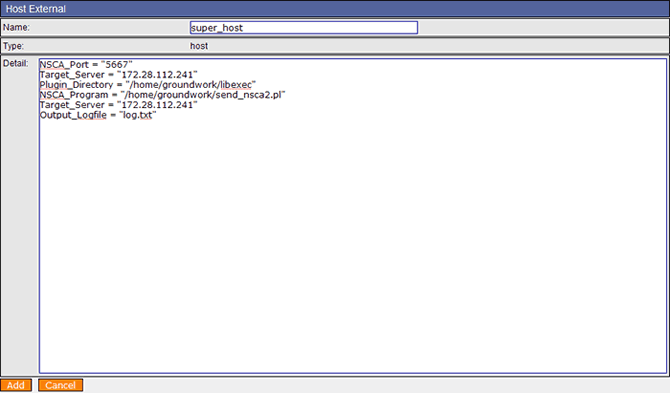 Host External
Name: super_host
Type: host
Detail: NSCA_Port = "5667"
Target_Server = "172.28.112.241"
Plugin_Directory = "/home/groundwork/libexec"
NSCA_Program = "/home/groundwork/send_nsca2.pl"
Target_Server = "172.28.112.241"
Output_Logfile = "log.txt"
Add Cancel